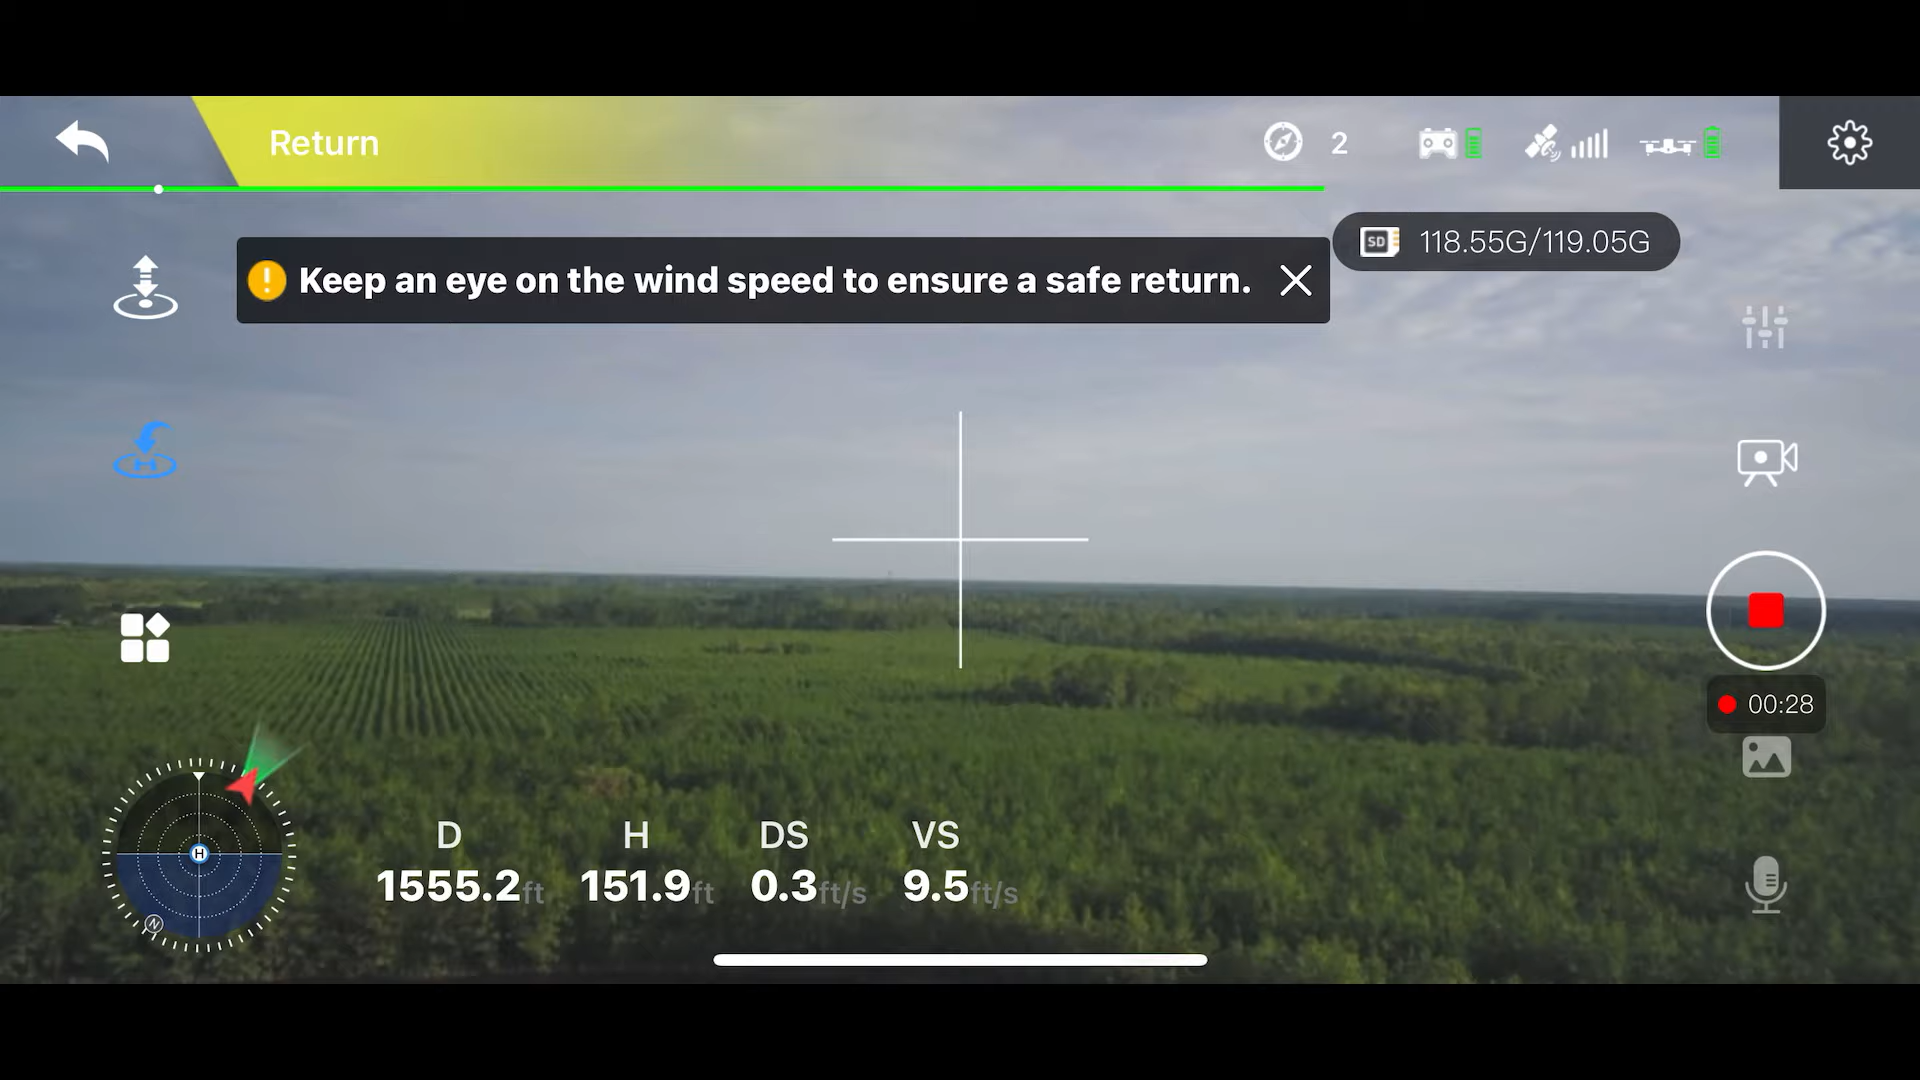 Return
2
SD 118.55G/119.05G
! Keep an eye on the wind speed to ensure a safe return.
00:28
H
N
D H DS VS
1555.2ft 151.9ft 0.3ft/s 9.5ft/s